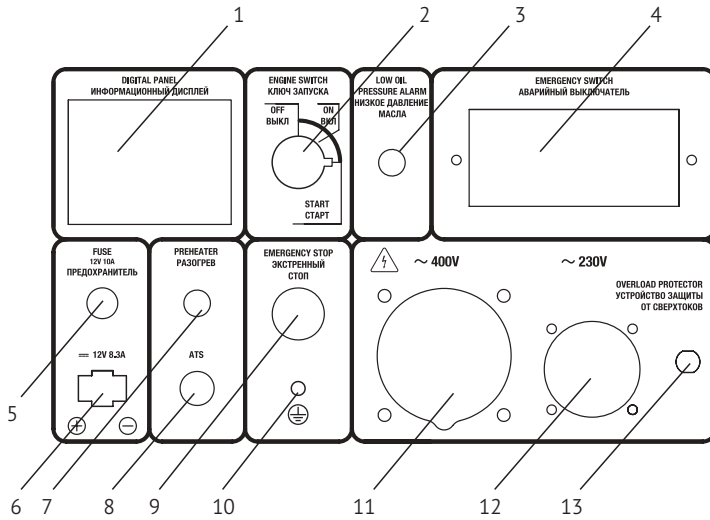 1
2
3
4
DIGITAL PANEL
ИНФОРМАЦИОННЫЙ ДИСПЛЕЙ
ENGINE SWITCH
КЛЮЧ ЗАПУСКА
OFF
ВЫКЛ
ON
ВКЛ
START
СТАРТ
LOW OIL
PRESSURE ALARM
НИЗКОЕ ДАВЛЕНИЕ
МАСЛА
EMERGENCY SWITCH
АВАРИЙНЫЙ ВЫКЛЮЧАТЕЛЬ
FUSE
12V 10A
ПРЕДОХРАНИТЕЛЬ
12V 8.3A
PREHEATER
РАЗОГРЕВ
ATS
EMERGENCY STOP
ЭКСТРЕННЫЙ
СТОП
~ 400V
~ 230V
OVERLOAD PROTECTOR
УСТРОЙСТВО ЗАЩИТЫ
ОТ СВЕРХТОКОВ
5
6
7
8
9
10
11
12
13